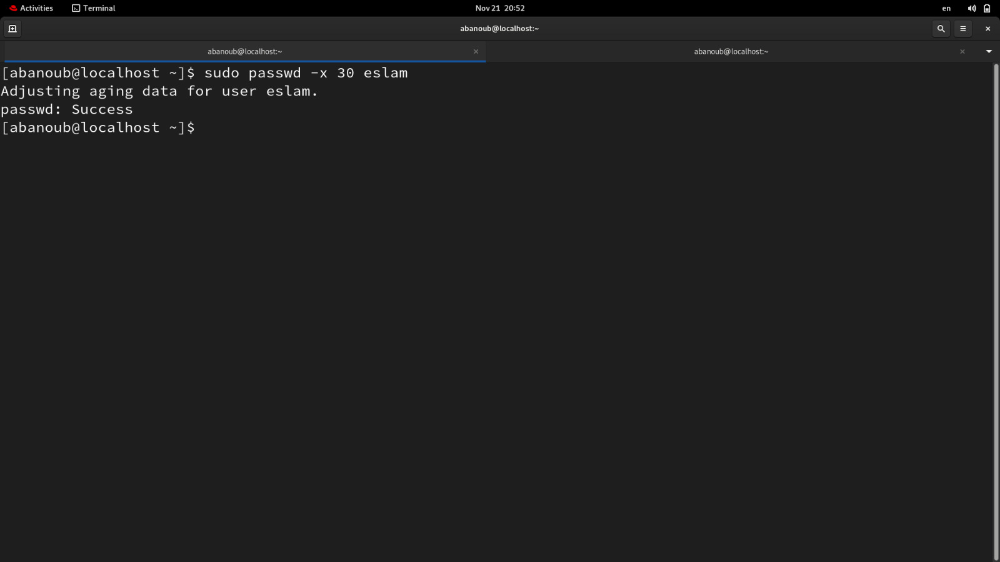 Activities Terminal Nov 21 20:52 en
abanoub@localhost:~
abanoub@localhost:~ abanoub@localhost:~
[abanoub@localhost ~]$ sudo passwd -x 30 eslam
Adjusting aging data for user eslam.
passwd: Success
[abanoub@localhost ~]$